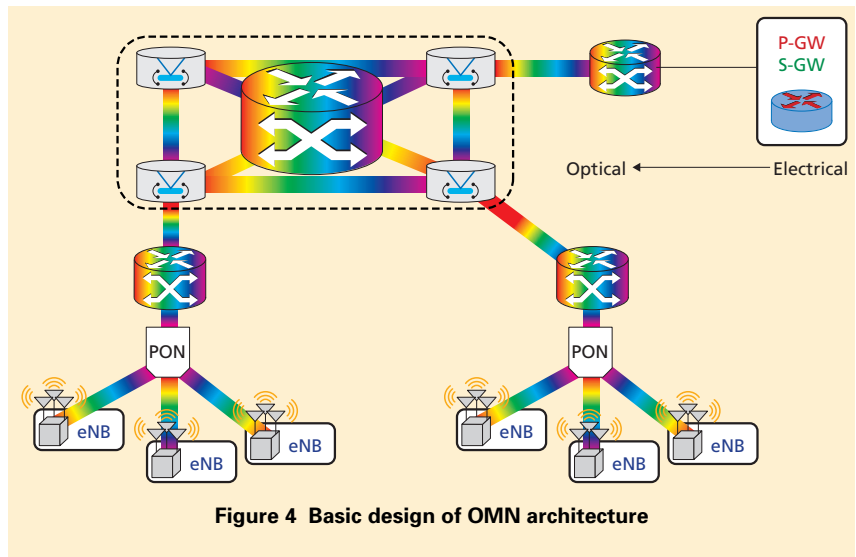 P-GW
S-GW
Optical
Electrical
PON
PON
eNB
eNB
eNB
eNB
eNB
eNB
Figure 4 Basic design of OMN architecture